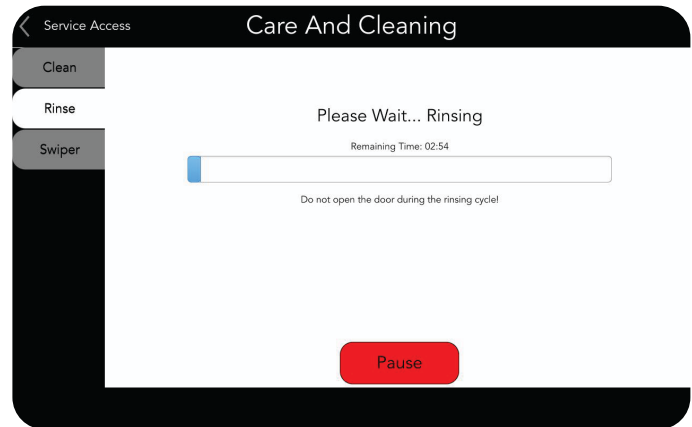 Service Access
Care And Cleaning
Clean
Rinse
Swiper
Please Wait... Rinsing
Remaining Time: 02:54
Do not open the door during the rinsing cycle!
Pause